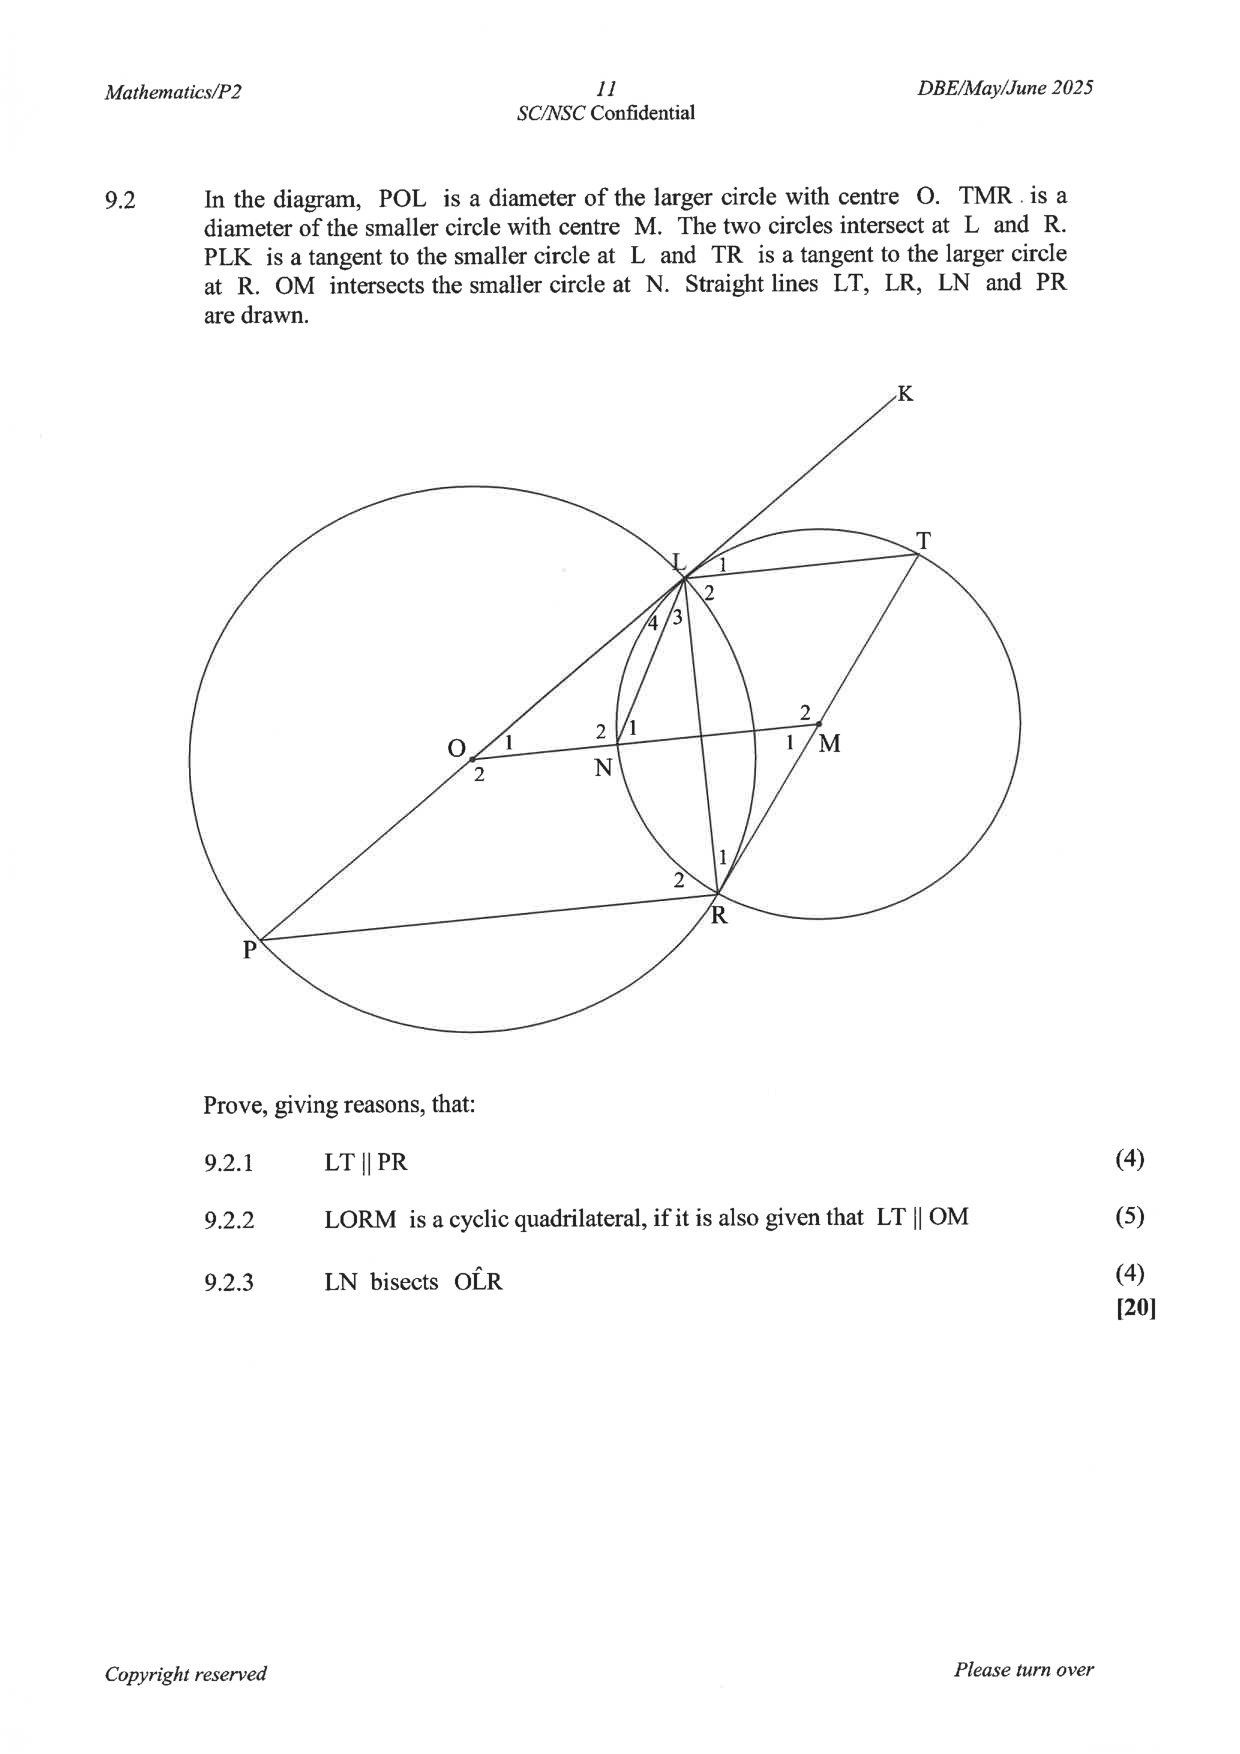 Mathematics/P2
11
DBE/May/June 2025
SC/NSC Confidential
9.2 In the diagram, POL is a diameter of the larger circle with centre O. TMR is a
diameter of the smaller circle with centre M. The two circles intersect at L and R.
PLK is a tangent to the smaller circle at L and TR is a tangent to the larger circle
at R. OM intersects the smaller circle at N. Straight lines LT, LR, LN and PR
are drawn.
K
T
L
1
2
4
3
2
2 1
O 1
1 M
N
2
1
2
R
P
Prove, giving reasons, that:
9.2.1 LT || PR (4)
9.2.2 LORM is a cyclic quadrilateral, if it is also given that LT || OM (5)
9.2.3 LN bisects OL̂R (4)
[20]
Copyright reserved
Please turn over